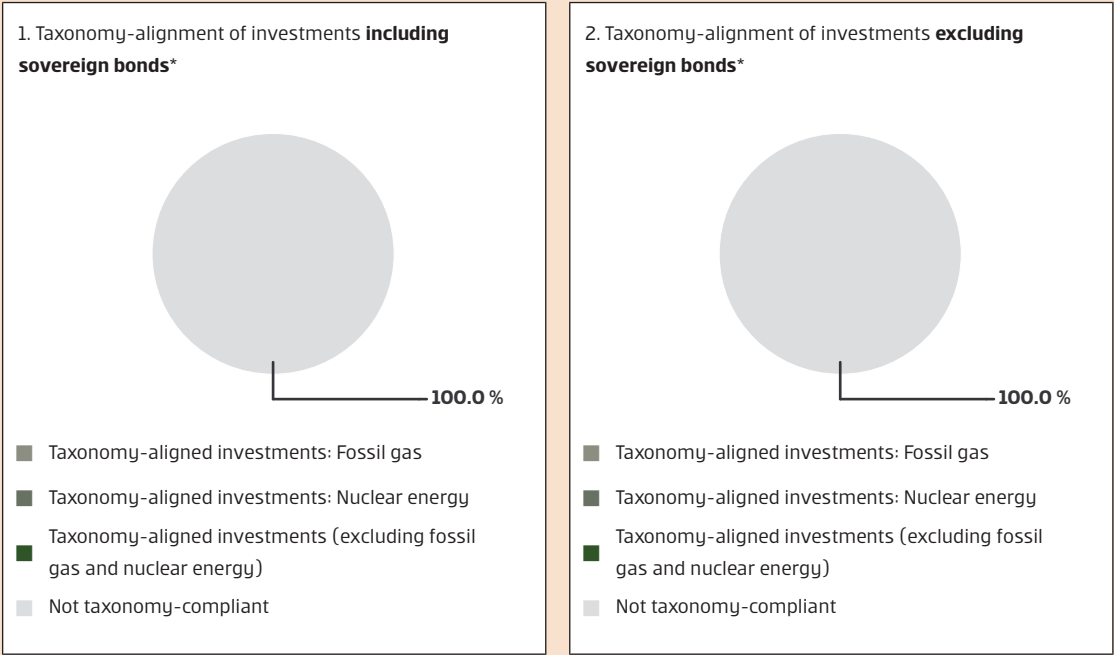 1. Taxonomy-alignment of investments including
sovereign bonds*
100.0 %
Taxonomy-aligned investments: Fossil gas
Taxonomy-aligned investments: Nuclear energy
Taxonomy-aligned investments (excluding fossil
gas and nuclear energy)
Not taxonomy-compliant
2. Taxonomy-alignment of investments excluding
sovereign bonds*
100.0 %
Taxonomy-aligned investments: Fossil gas
Taxonomy-aligned investments: Nuclear energy
Taxonomy-aligned investments (excluding fossil
gas and nuclear energy)
Not taxonomy-compliant